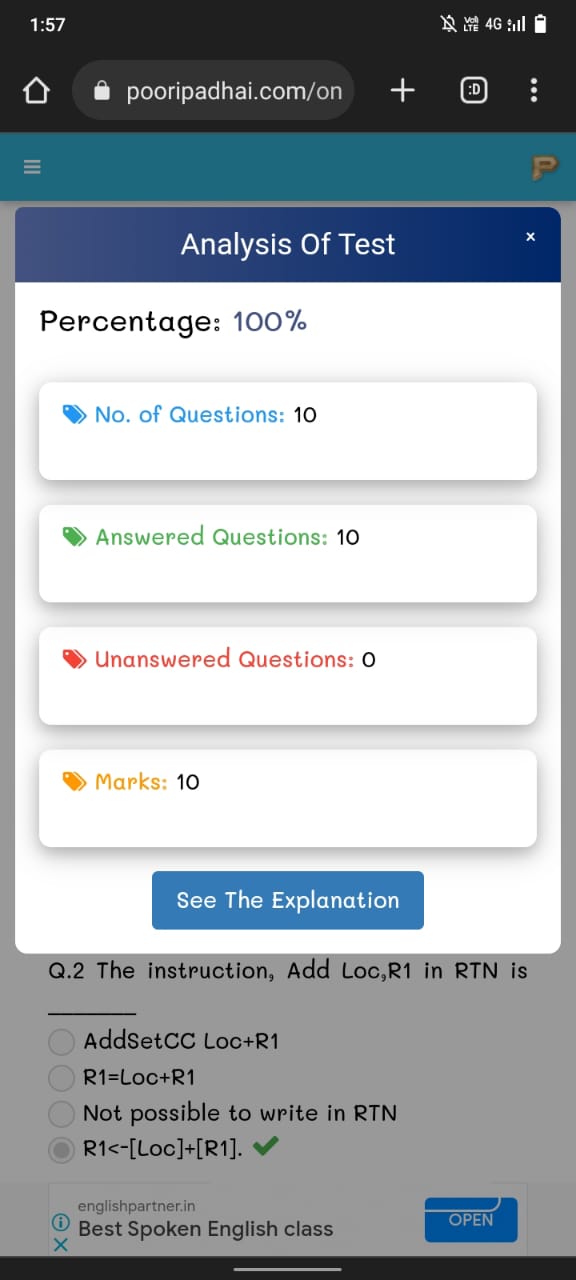 1:57
Vo) LTE 4G
pooripadhai.com/on
:D
P
Analysis Of Test
×
Percentage: 100%
No. of Questions: 10
Answered Questions: 10
Unanswered Questions: 0
Marks: 10
See The Explanation
Q.2 The instruction, Add Loc,R1 in RTN is
_______
AddSetCC Loc+R1
R1=Loc+R1
Not possible to write in RTN
R1<-[Loc]+[R1].
englishpartner.in
Best Spoken English class
OPEN